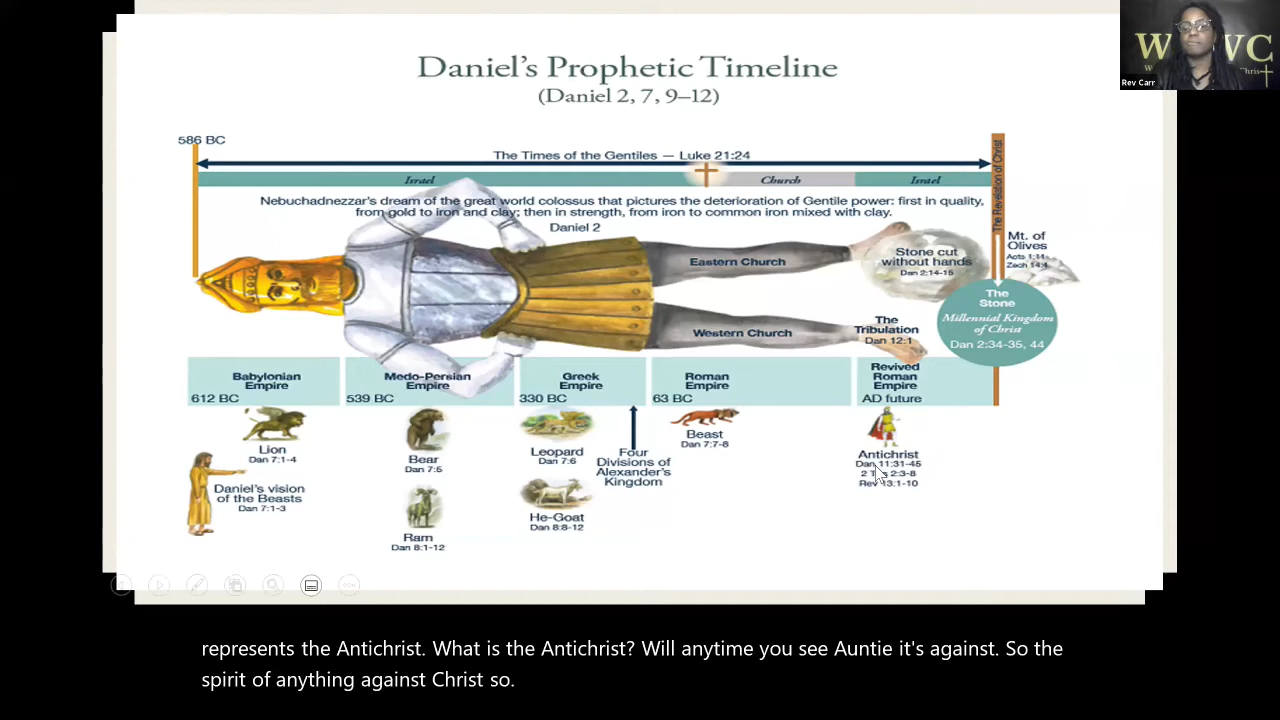 Daniel's Prophetic Timeline
(Daniel 2, 7, 9–12)
W VC
hris
Rev Carr
586 BC
The Times of the Gentiles — Luke 21:24
Israel
Church
Israel
The Revelation of Christ
Nebuchadnezzar's dream of the great world colossus that pictures the deterioration of Gentile power: first in quality,
from gold to iron and clay; then in strength, from iron to common iron mixed with clay.
Daniel 2
Eastern Church
Western Church
Stone cut
without hands
Dan 2:14-15
Mt. of
Olives
Acts 1:11
Zech 14:4
The
Tribulation
Dan 12:1
The
Stone
Millennial Kingdom
of Christ
Dan 2:34-35, 44
Babylonian
Empire
612 BC
Medo-Persian
Empire
539 BC
Greek
Empire
330 BC
Roman
Empire
63 BC
Revived
Roman
Empire
AD future
Lion
Dan 7:1-4
Daniel's vision
of the Beasts
Dan 7:1-3
Bear
Dan 7:5
Ram
Dan 8:1-12
Leopard
Dan 7:6
He-Goat
Dan 8:8-12
Four
Divisions of
Alexander's
Kingdom
Beast
Dan 7:7-8
Antichrist
Dan 11:31-45
2 2:3-8
Rev 13:1-10
represents the Antichrist. What is the Antichrist? Will anytime you see Auntie it's against. So the
spirit of anything against Christ so.